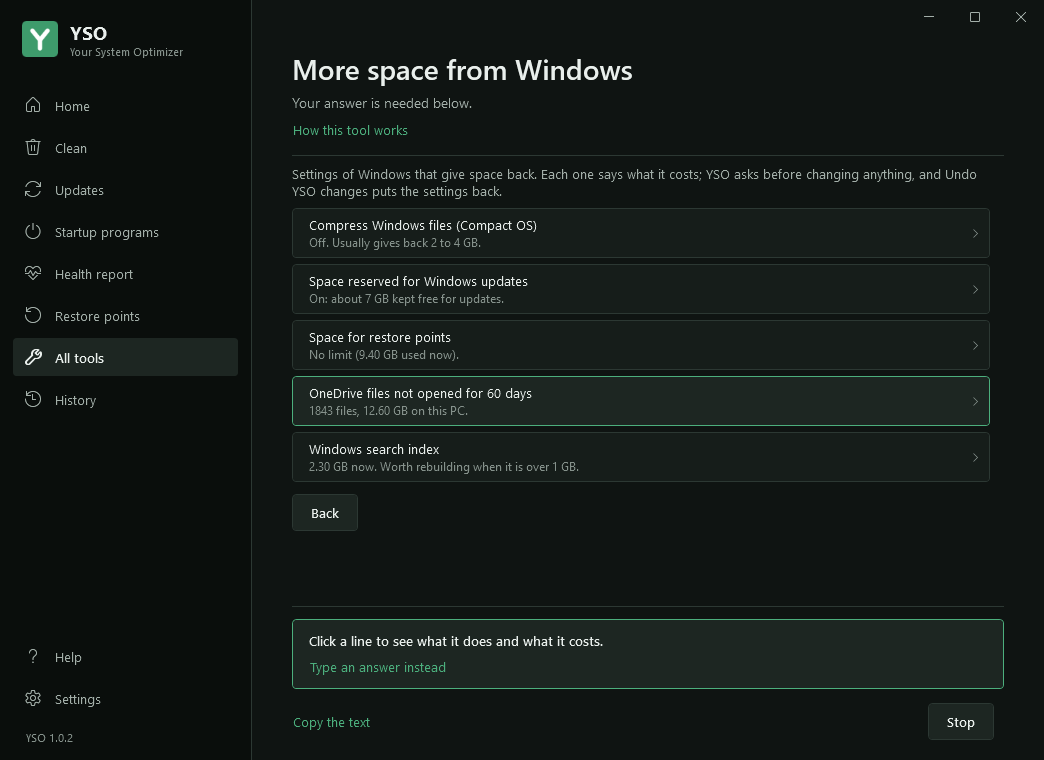 Y
YSO
Your System Optimizer
Home
Clean
Updates
Startup programs
Health report
Restore points
All tools
History
Help
Settings
YSO 1.0.2
More space from Windows
Your answer is needed below.
How this tool works
Settings of Windows that give space back. Each one says what it costs; YSO asks before changing anything, and Undo
YSO changes puts the settings back.
Compress Windows files (Compact OS)
Off. Usually gives back 2 to 4 GB.
Space reserved for Windows updates
On: about 7 GB kept free for updates.
Space for restore points
No limit (9.40 GB used now).
OneDrive files not opened for 60 days
1843 files, 12.60 GB on this PC.
Windows search index
2.30 GB now. Worth rebuilding when it is over 1 GB.
Back
Click a line to see what it does and what it costs.
Type an answer instead
Copy the text
Stop